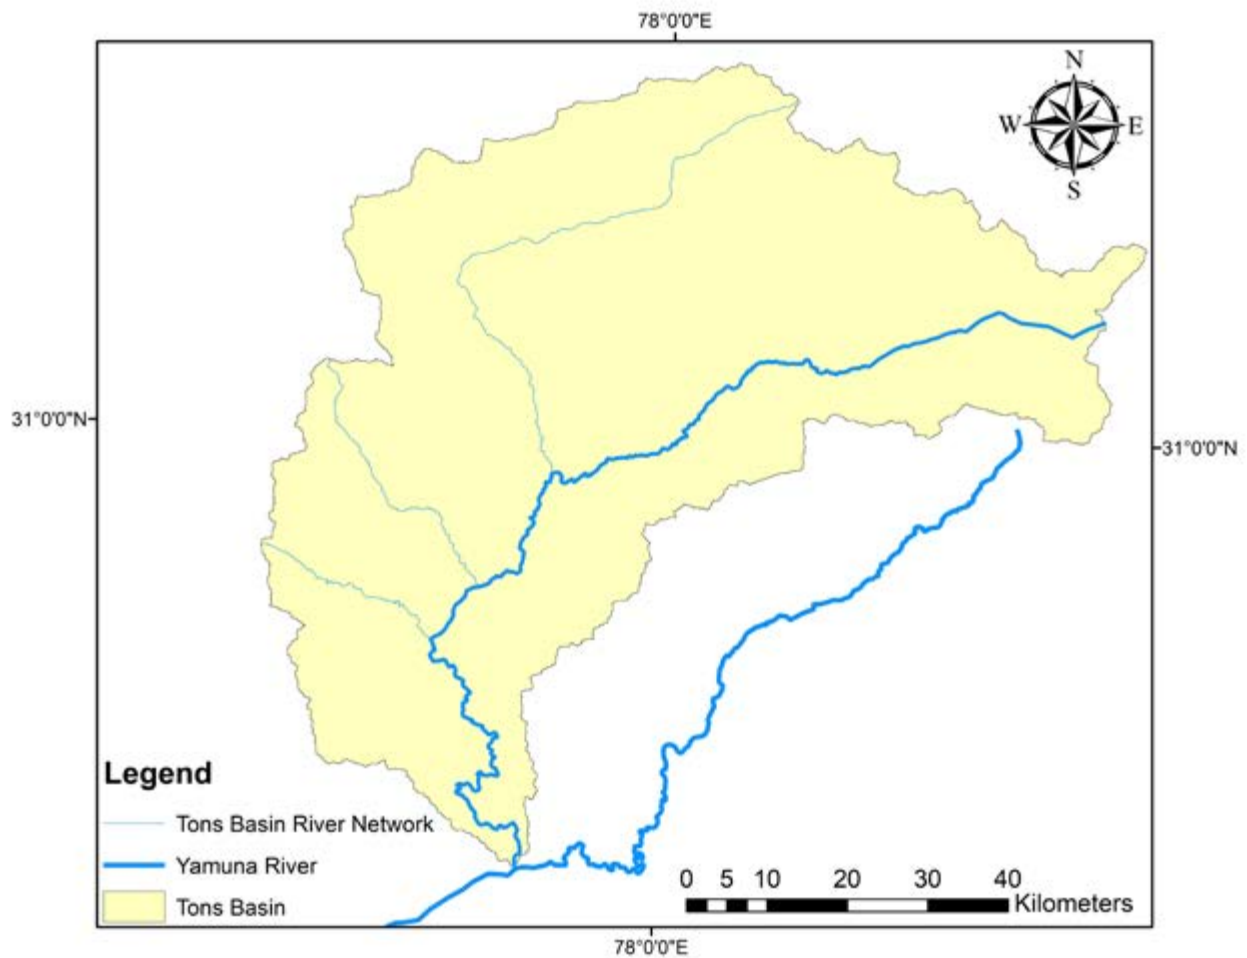 78°0'0"E
N
W E
S
31°0'0"N
31°0'0"N
Legend
Tons Basin River Network
Yamuna River
Tons Basin
0 5 10 20 30 40
Kilometers
78°0'0"E